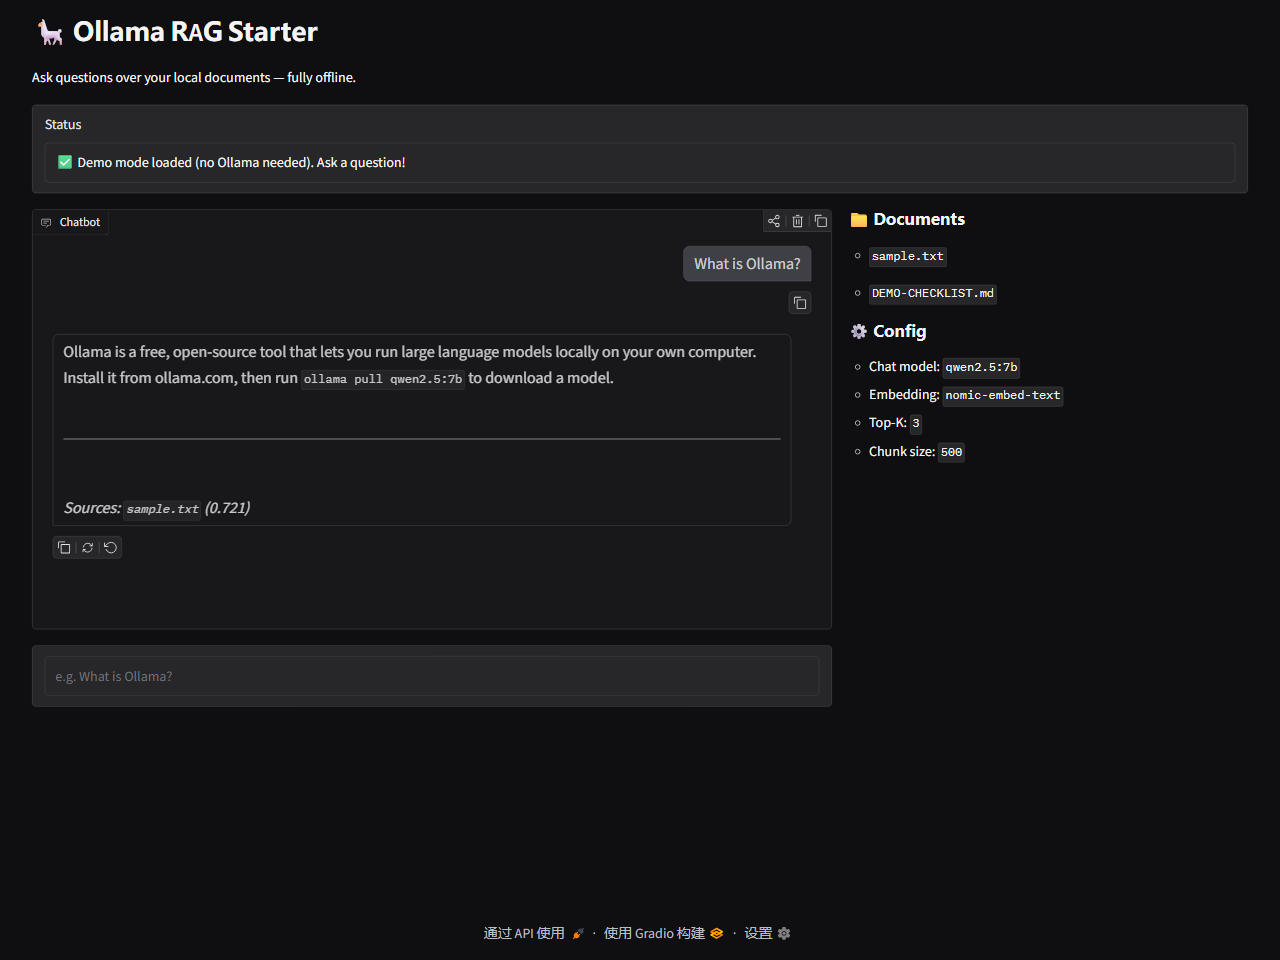 🦙 Ollama RAG Starter
Ask questions over your local documents — fully offline.
Status
✅ Demo mode loaded (no Ollama needed). Ask a question!
Chatbot
What is Ollama?
Ollama is a free, open-source tool that lets you run large language models locally on your own computer.
Install it from ollama.com, then run ollama pull qwen2.5:7b to download a model.
Sources: sample.txt (0.721)
e.g. What is Ollama?
📁 Documents
sample.txt
DEMO-CHECKLIST.md
⚙️ Config
Chat model: qwen2.5:7b
Embedding: nomic-embed-text
Top-K: 3
Chunk size: 500
通过 API 使用 · 使用 Gradio 构建 · 设置